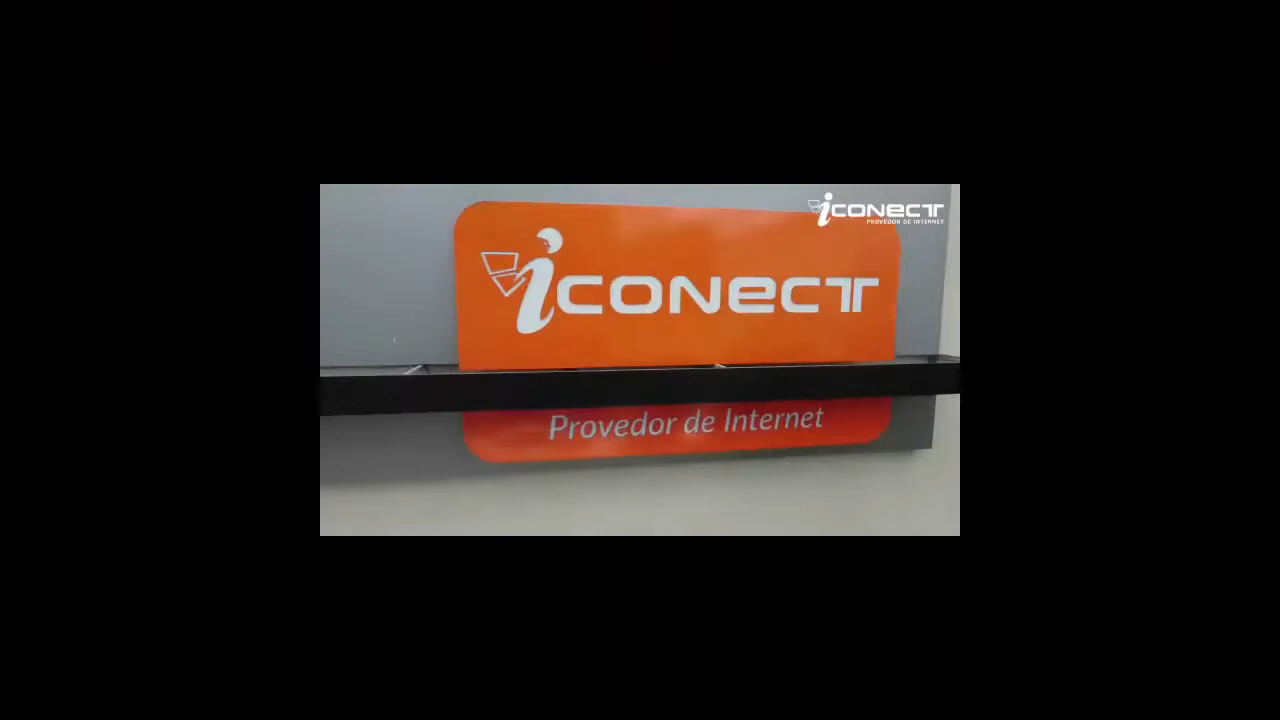 iCONECT
PROVEDOR DE INTERNET
iCONECT
Provedor de Internet